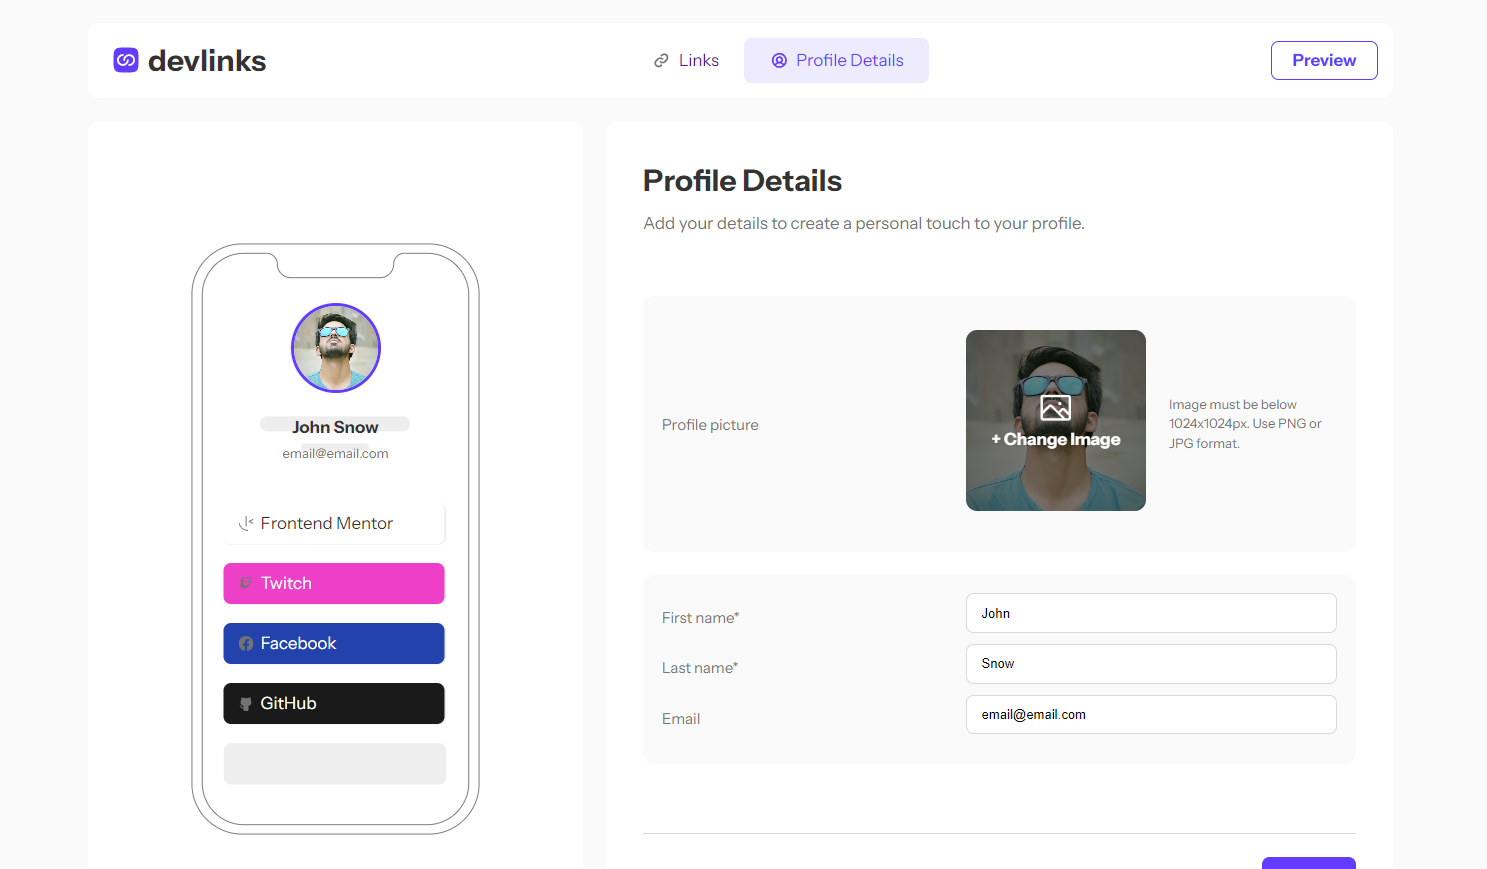 devlinks
Links
Profile Details
Preview
Profile Details
Add your details to create a personal touch to your profile.
John Snow
email@email.com
Frontend Mentor
Twitch
Facebook
GitHub
Profile picture
+ Change Image
Image must be below
1024x1024px. Use PNG or
JPG format.
First name*
John
Last name*
Snow
Email
email@email.com